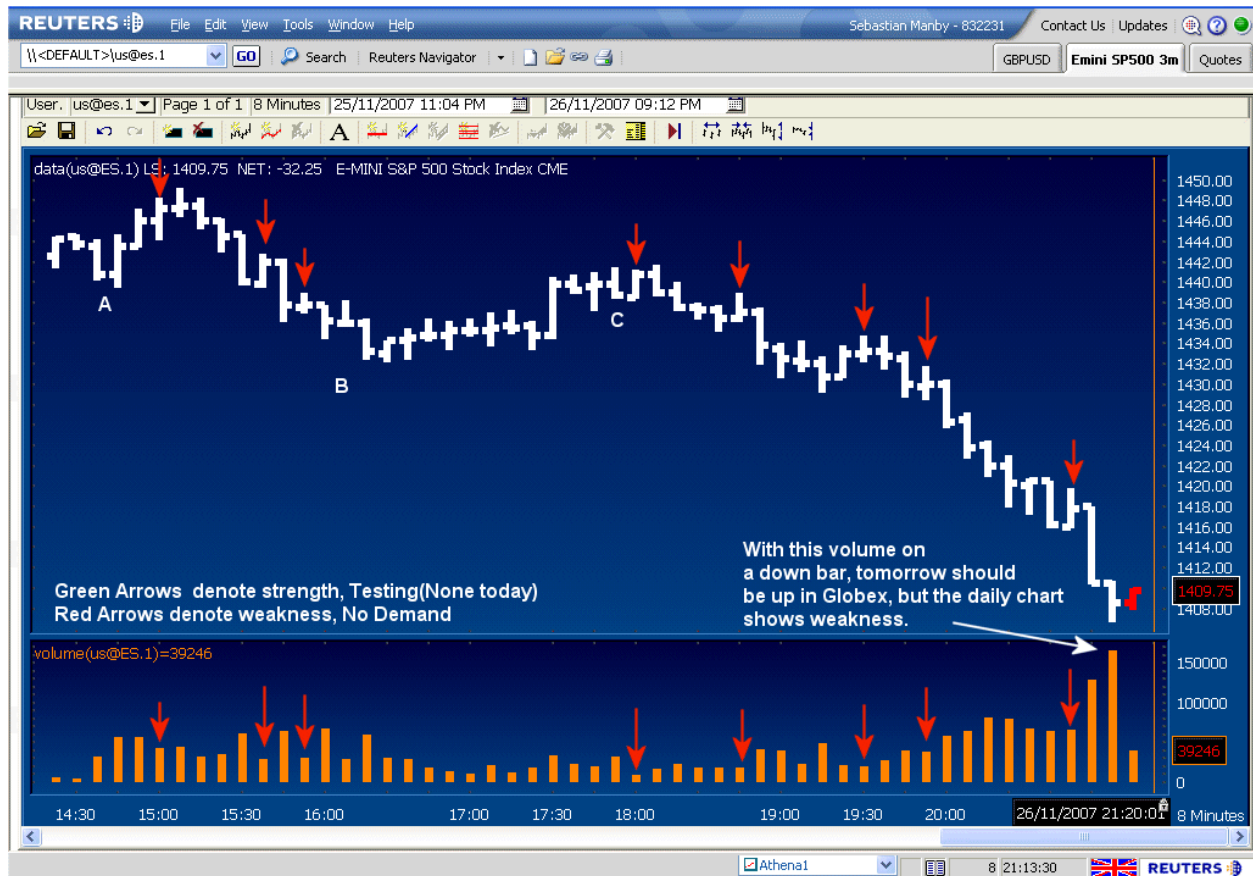 REUTERS File Edit View Tools Window Help Sebastian Manby - 832231 Contact Us Updates
\\<DEFAULT>\us@es.1 GO Search Reuters Navigator GBPUSD Emini SP500 3m Quotes
User. us@es.1 Page 1 of 1 8 Minutes 25/11/2007 11:04 PM 26/11/2007 09:12 PM
A
data(us@ES.1) LS: 1409.75 NET: -32.25 E-MINI S&P 500 Stock Index CME
1450.00
1448.00
1446.00
1444.00
1442.00
1440.00
1438.00
1436.00
1434.00
1432.00
1430.00
1428.00
1426.00
1424.00
1422.00
1420.00
1418.00
1416.00
1414.00
1412.00
1409.75
1408.00
A
B
C
With this volume on
a down bar, tomorrow should
be up in Globex, but the daily chart
shows weakness.
Green Arrows denote strength, Testing(None today)
Red Arrows denote weakness, No Demand
volume(us@ES.1)=39246
150000
100000
39246
0
14:30 15:00 15:30 16:00 17:00 17:30 18:00 19:00 19:30 20:00 26/11/2007 21:20:01 8 Minutes
Athena1 8 21:13:30 REUTERS